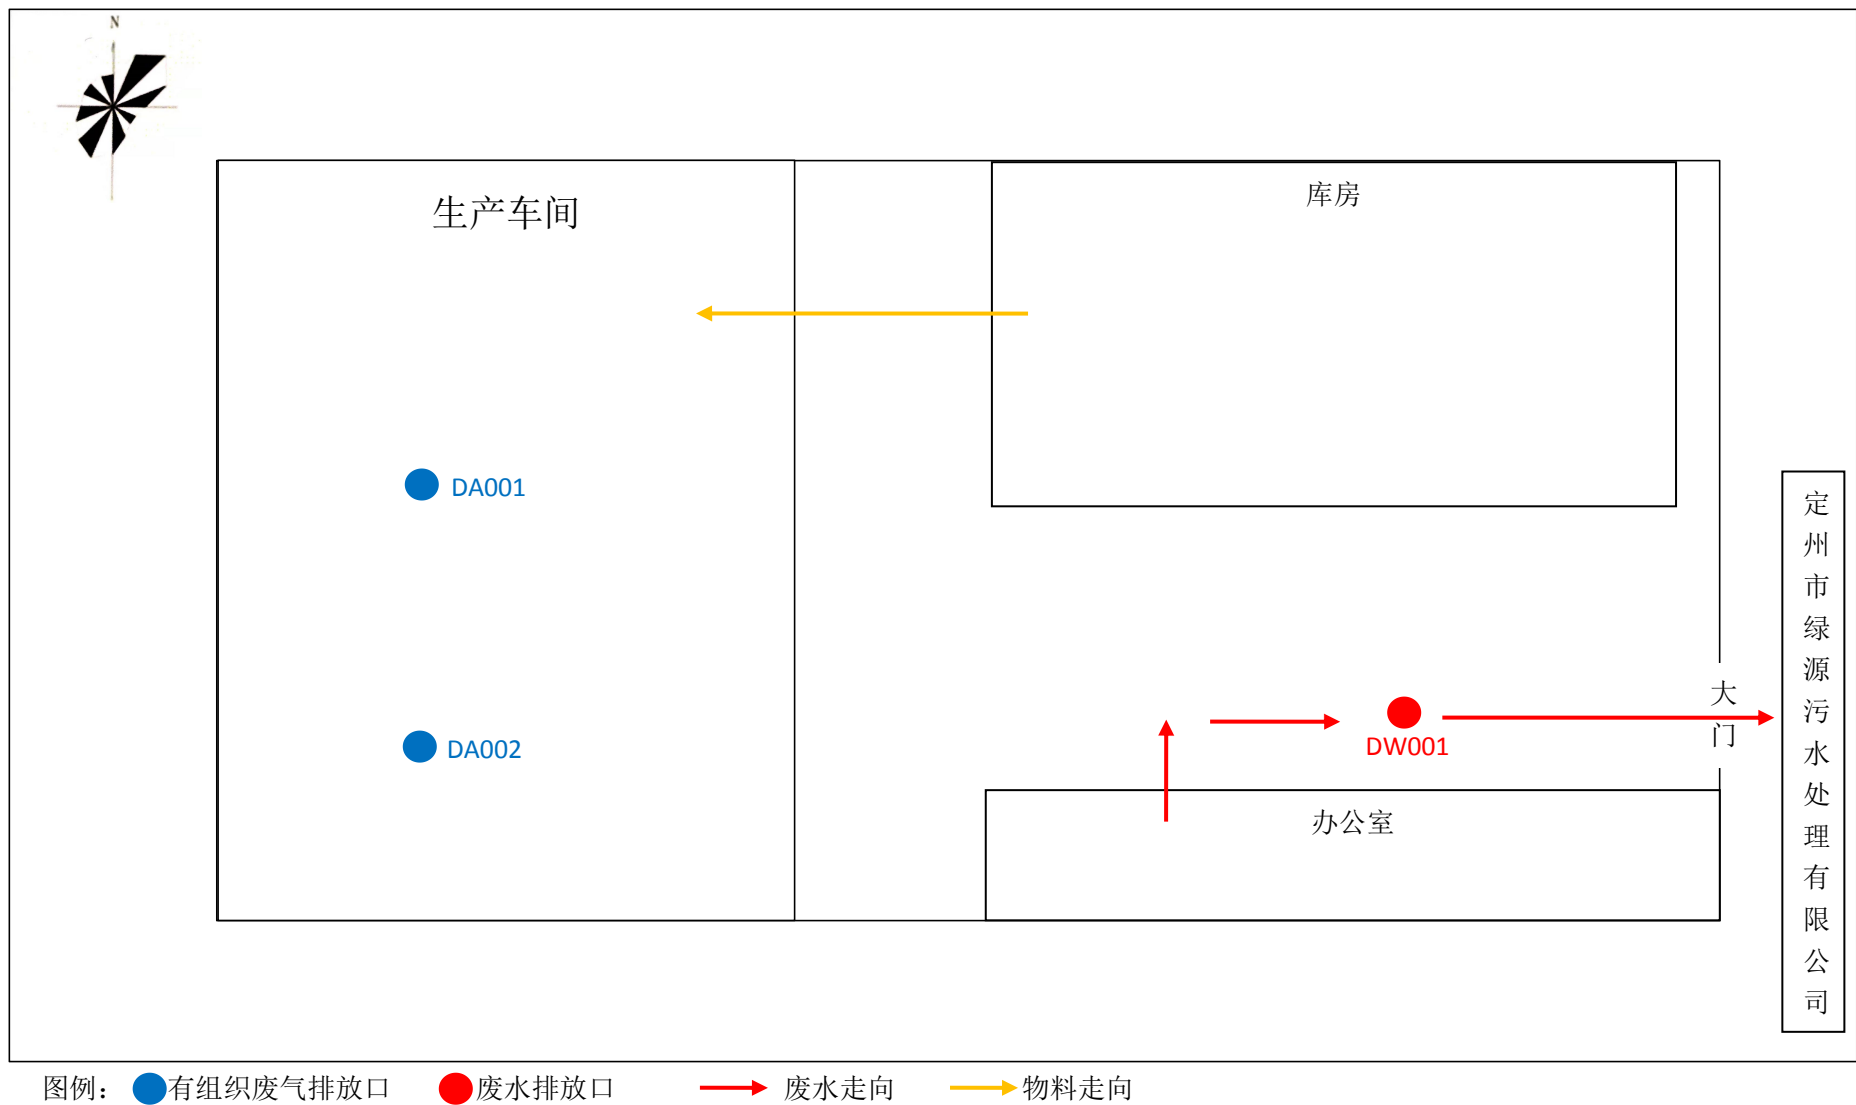 N
生产车间
库房
DA001
DA002
DW001
大门
办公室
定州市绿源污水处理有限公司
图例： 有组织废气排放口 废水排放口 废水走向 物料走向